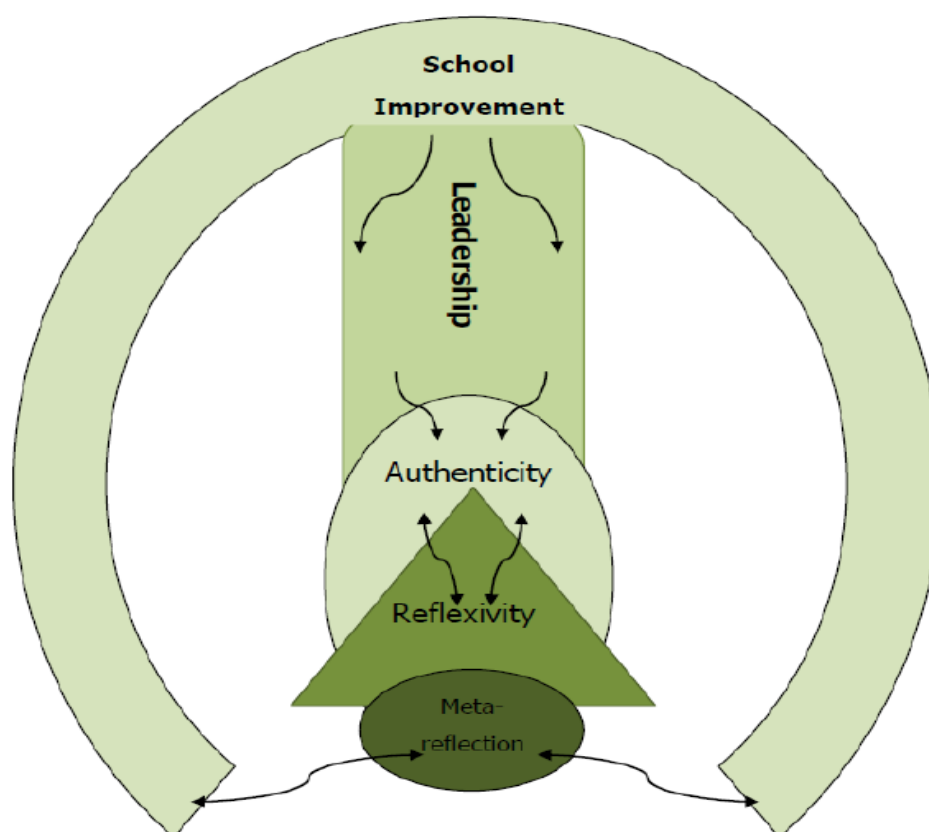 School
Improvement
Leadership
Authenticity
Reflexivity
Meta-
reflection